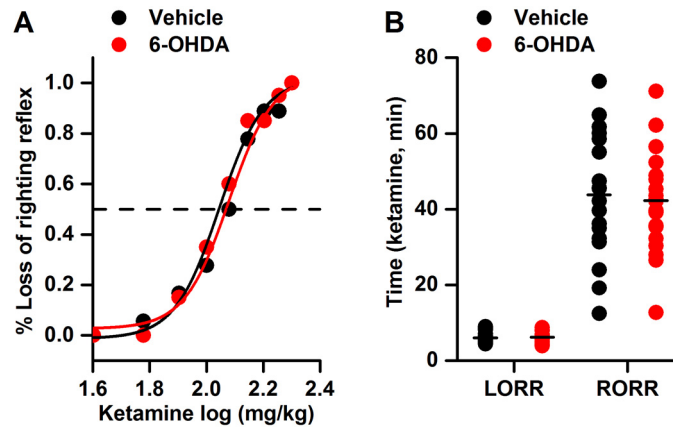 A
Vehicle
6-OHDA
% Loss of righting reflex
1.0
0.8
0.6
0.4
0.2
0.0
1.6 1.8 2.0 2.2 2.4
Ketamine log (mg/kg)
B
Vehicle
6-OHDA
Time (ketamine, min)
80
60
40
20
0
LORR RORR